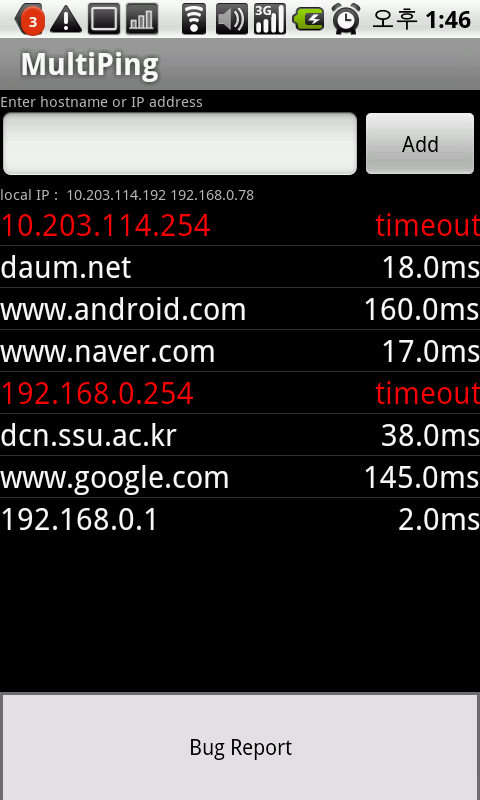 3 3G 오후 1:46
MultiPing
Enter hostname or IP address
Add
local IP : 10.203.114.192 192.168.0.78
10.203.114.254 timeout
daum.net 18.0ms
www.android.com 160.0ms
www.naver.com 17.0ms
192.168.0.254 timeout
dcn.ssu.ac.kr 38.0ms
www.google.com 145.0ms
192.168.0.1 2.0ms
Bug Report